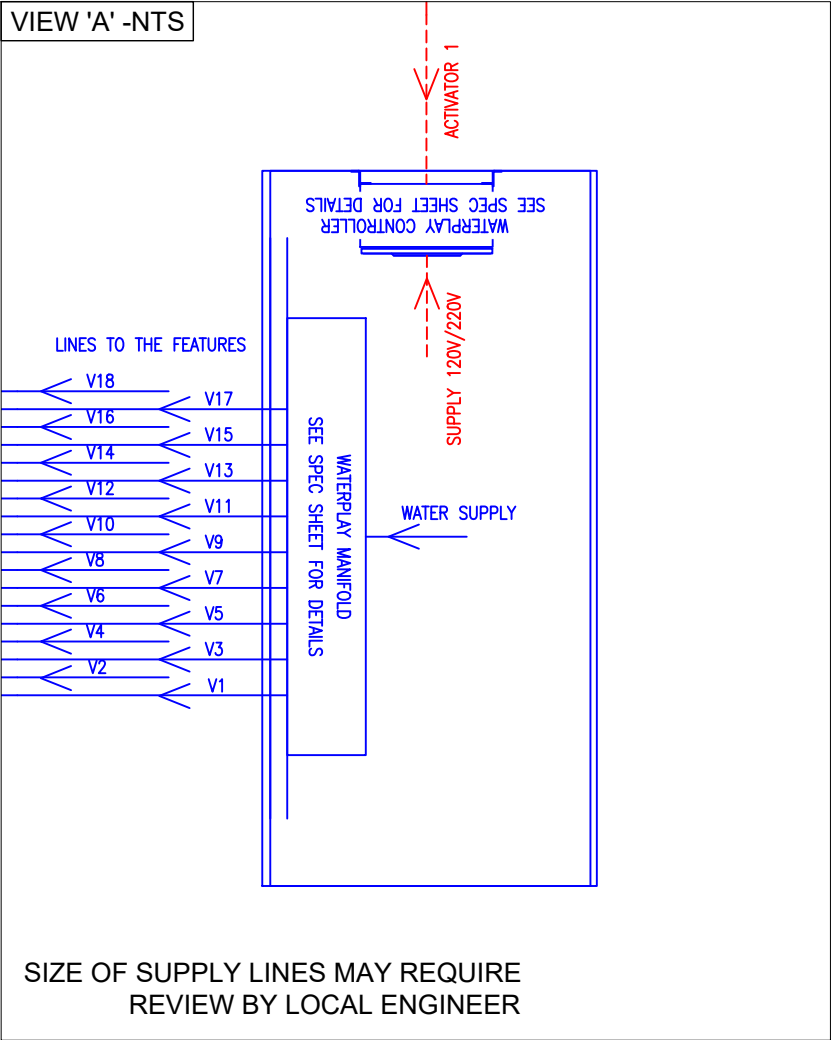 VIEW 'A' -NTS
ACTIVATOR 1
WATERPLAY CONTROLLER
SEE SPEC SHEET FOR DETAILS
SUPPLY 120V/220V
LINES TO THE FEATURES
V18
V17
V16
V15
V14
V13
V12
V11
V10
V9
V8
V7
V6
V5
V4
V3
V2
V1
WATERPLAY MANIFOLD
SEE SPEC SHEET FOR DETAILS
WATER SUPPLY
SIZE OF SUPPLY LINES MAY REQUIRE
REVIEW BY LOCAL ENGINEER